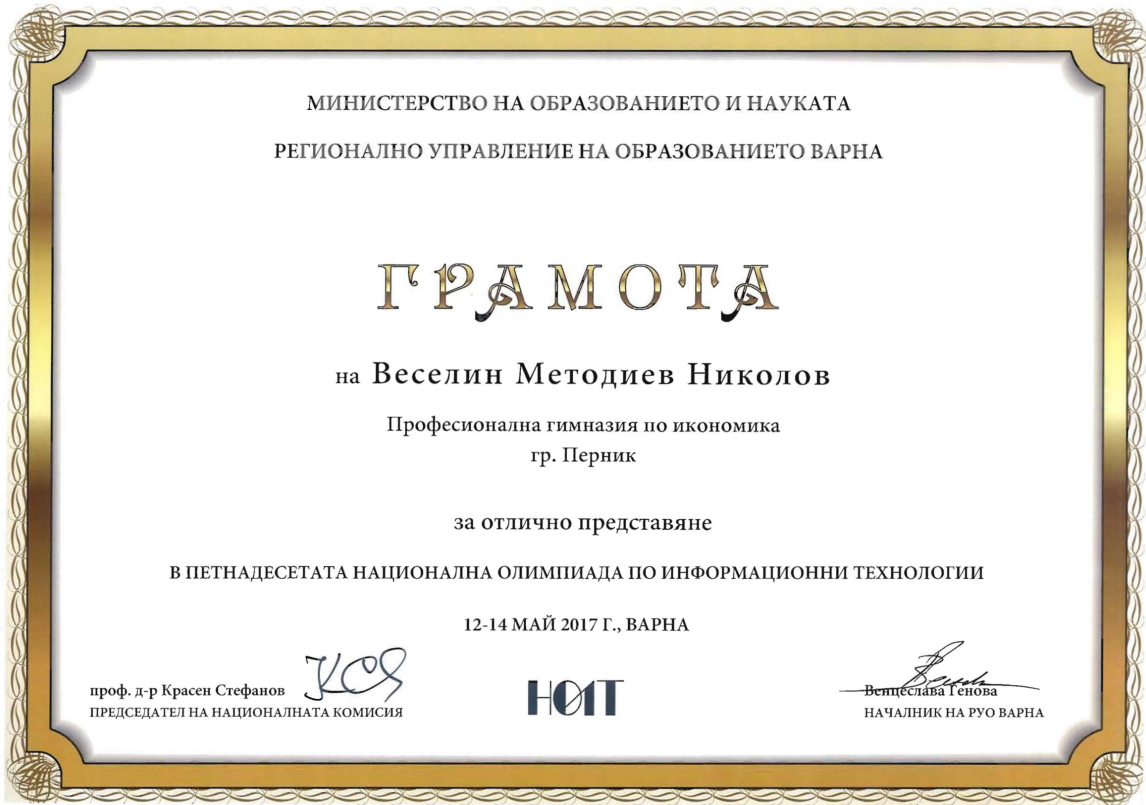 МИНИСТЕРСТВО НА ОБРАЗОВАНИЕТО И НАУКАТА
РЕГИОНАЛНО УПРАВЛЕНИЕ НА ОБРАЗОВАНИЕТО ВАРНА
ГРАМОТА
на Веселин Методиев Николов
Професионална гимназия по икономика
гр. Перник
за отлично представяне
В ПЕТНАДЕСЕТАТА НАЦИОНАЛНА ОЛИМПИАДА ПО ИНФОРМАЦИОННИ ТЕХНОЛОГИИ
12-14 МАЙ 2017 Г., ВАРНА
проф. д-р Красен Стефанов
ПРЕДСЕДАТЕЛ НА НАЦИОНАЛНАТА КОМИСИЯ
НОИТ
Венцеслава Генова
НАЧАЛНИК НА РУО ВАРНА